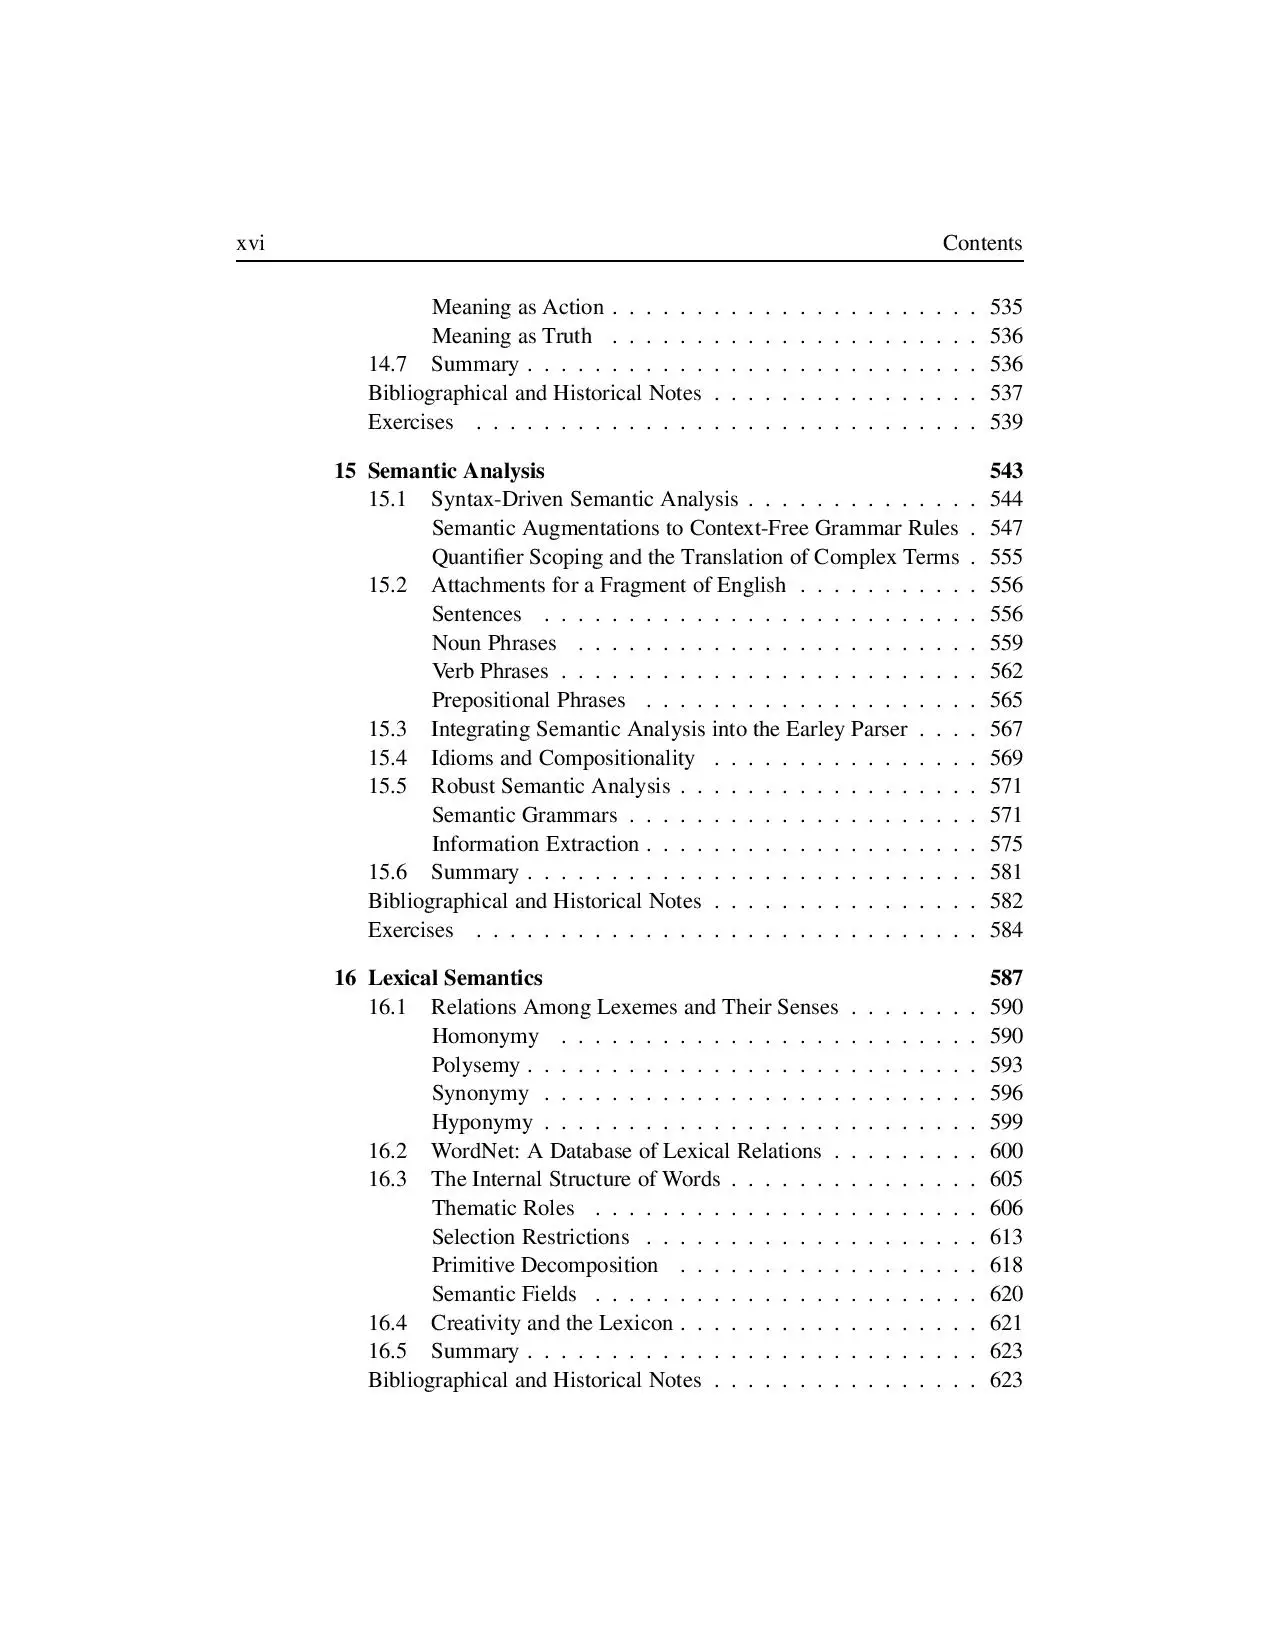 xvi Contents
Meaning as Action . . . . . . . . . . . . . . . . . . . . . . 535
Meaning as Truth . . . . . . . . . . . . . . . . . . . . . . 536
14.7 Summary . . . . . . . . . . . . . . . . . . . . . . . . . . . 536
Bibliographical and Historical Notes . . . . . . . . . . . . . . . . 537
Exercises . . . . . . . . . . . . . . . . . . . . . . . . . . . . . . 539
15 Semantic Analysis 543
15.1 Syntax-Driven Semantic Analysis . . . . . . . . . . . . . . 544
Semantic Augmentations to Context-Free Grammar Rules . 547
Quantifier Scoping and the Translation of Complex Terms . 555
15.2 Attachments for a Fragment of English . . . . . . . . . . . 556
Sentences . . . . . . . . . . . . . . . . . . . . . . . . . . 556
Noun Phrases . . . . . . . . . . . . . . . . . . . . . . . . 559
Verb Phrases . . . . . . . . . . . . . . . . . . . . . . . . . 562
Prepositional Phrases . . . . . . . . . . . . . . . . . . . . 565
15.3 Integrating Semantic Analysis into the Earley Parser . . . . 567
15.4 Idioms and Compositionality . . . . . . . . . . . . . . . . 569
15.5 Robust Semantic Analysis . . . . . . . . . . . . . . . . . . 571
Semantic Grammars . . . . . . . . . . . . . . . . . . . . . 571
Information Extraction . . . . . . . . . . . . . . . . . . . . 575
15.6 Summary . . . . . . . . . . . . . . . . . . . . . . . . . . . 581
Bibliographical and Historical Notes . . . . . . . . . . . . . . . . 582
Exercises . . . . . . . . . . . . . . . . . . . . . . . . . . . . . . 584
16 Lexical Semantics 587
16.1 Relations Among Lexemes and Their Senses . . . . . . . . 590
Homonymy . . . . . . . . . . . . . . . . . . . . . . . . . 590
Polysemy . . . . . . . . . . . . . . . . . . . . . . . . . . . 593
Synonymy . . . . . . . . . . . . . . . . . . . . . . . . . . 596
Hyponymy . . . . . . . . . . . . . . . . . . . . . . . . . . 599
16.2 WordNet: A Database of Lexical Relations . . . . . . . . . 600
16.3 The Internal Structure of Words . . . . . . . . . . . . . . . 605
Thematic Roles . . . . . . . . . . . . . . . . . . . . . . . 606
Selection Restrictions . . . . . . . . . . . . . . . . . . . . 613
Primitive Decomposition . . . . . . . . . . . . . . . . . . 618
Semantic Fields . . . . . . . . . . . . . . . . . . . . . . . 620
16.4 Creativity and the Lexicon . . . . . . . . . . . . . . . . . . 621
16.5 Summary . . . . . . . . . . . . . . . . . . . . . . . . . . . 623
Bibliographical and Historical Notes . . . . . . . . . . . . . . . . 623